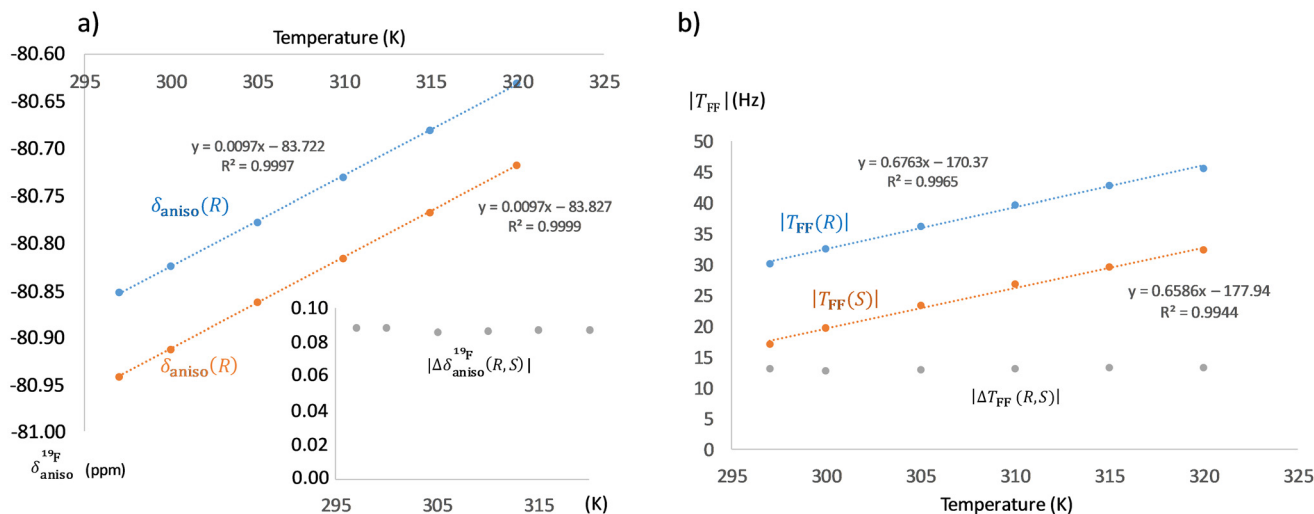 a)
Temperature (K)
295 300 305 310 315 320 325
-80.60
-80.65
-80.70
-80.75
-80.80
-80.85
-80.90
-80.95
-81.00
y = 0.0097x – 83.722
R² = 0.9997
δaniso(R)
y = 0.0097x – 83.827
R² = 0.9999
δaniso(R)
0.10
0.08
0.06
0.04
0.02
0.00
|Δδ¹⁹ᶠaniso(R,S)|
295 305 315 (K)
δ¹⁹ᶠaniso (ppm)
b)
|TFF| (Hz)
50
45
40
35
30
25
20
15
10
5
0
y = 0.6763x – 170.37
R² = 0.9965
|TFF(R)|
|TFF(S)|
y = 0.6586x – 177.94
R² = 0.9944
|ΔTFF (R,S)|
295 300 305 310 315 320 325
Temperature (K)